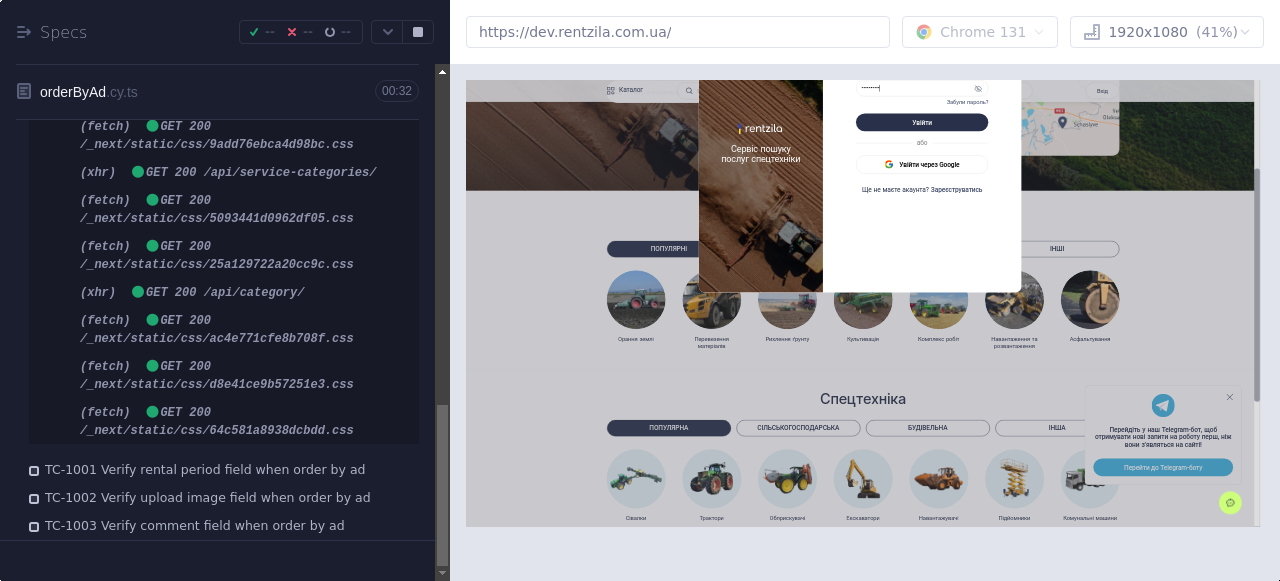 Specs
--
--
--
https://dev.rentzila.com.ua/
Chrome 131
1920x1080 (41%)
orderByAd.cy.ts
00:32
(fetch) GET 200
/_next/static/css/9add76ebca4d98bc.css
(xhr) GET 200 /api/service-categories/
(fetch) GET 200
/_next/static/css/5093441d0962df05.css
(fetch) GET 200
/_next/static/css/25a129722a20cc9c.css
(xhr) GET 200 /api/category/
(fetch) GET 200
/_next/static/css/ac4e771cfe8b708f.css
(fetch) GET 200
/_next/static/css/d8e41ce9b57251e3.css
(fetch) GET 200
/_next/static/css/64c581a8938dcbdd.css
TC-1001 Verify rental period field when order by ad
TC-1002 Verify upload image field when order by ad
TC-1003 Verify comment field when order by ad
Каталог
Вхід
rentzila
Сервіс пошуку
послуг спецтехніки
Забули пароль?
Увійти
або
Увійти через Google
Ще не маєте акаунта? Зареєструватись
ПОПУЛЯРНІ
ІНШІ
Орання землі
Перевезення
матеріалів
Рихлення ґрунту
Культивація
Комплекс робіт
Навантаження та
розвантаження
Асфальтування
Спецтехніка
ПОПУЛЯРНА
СІЛЬСЬКОГОСПОДАРСЬКА
БУДІВЕЛЬНА
ІНША
Сівалки
Трактори
Обприскувачі
Екскаватори
Навантажувачі
Підйомники
Комунальні машини
Перейдіть у наш Telegram-бот, щоб
отримувати нові запити на роботу перш, ніж
вони з'являться на сайті!
Перейти до Telegram-боту